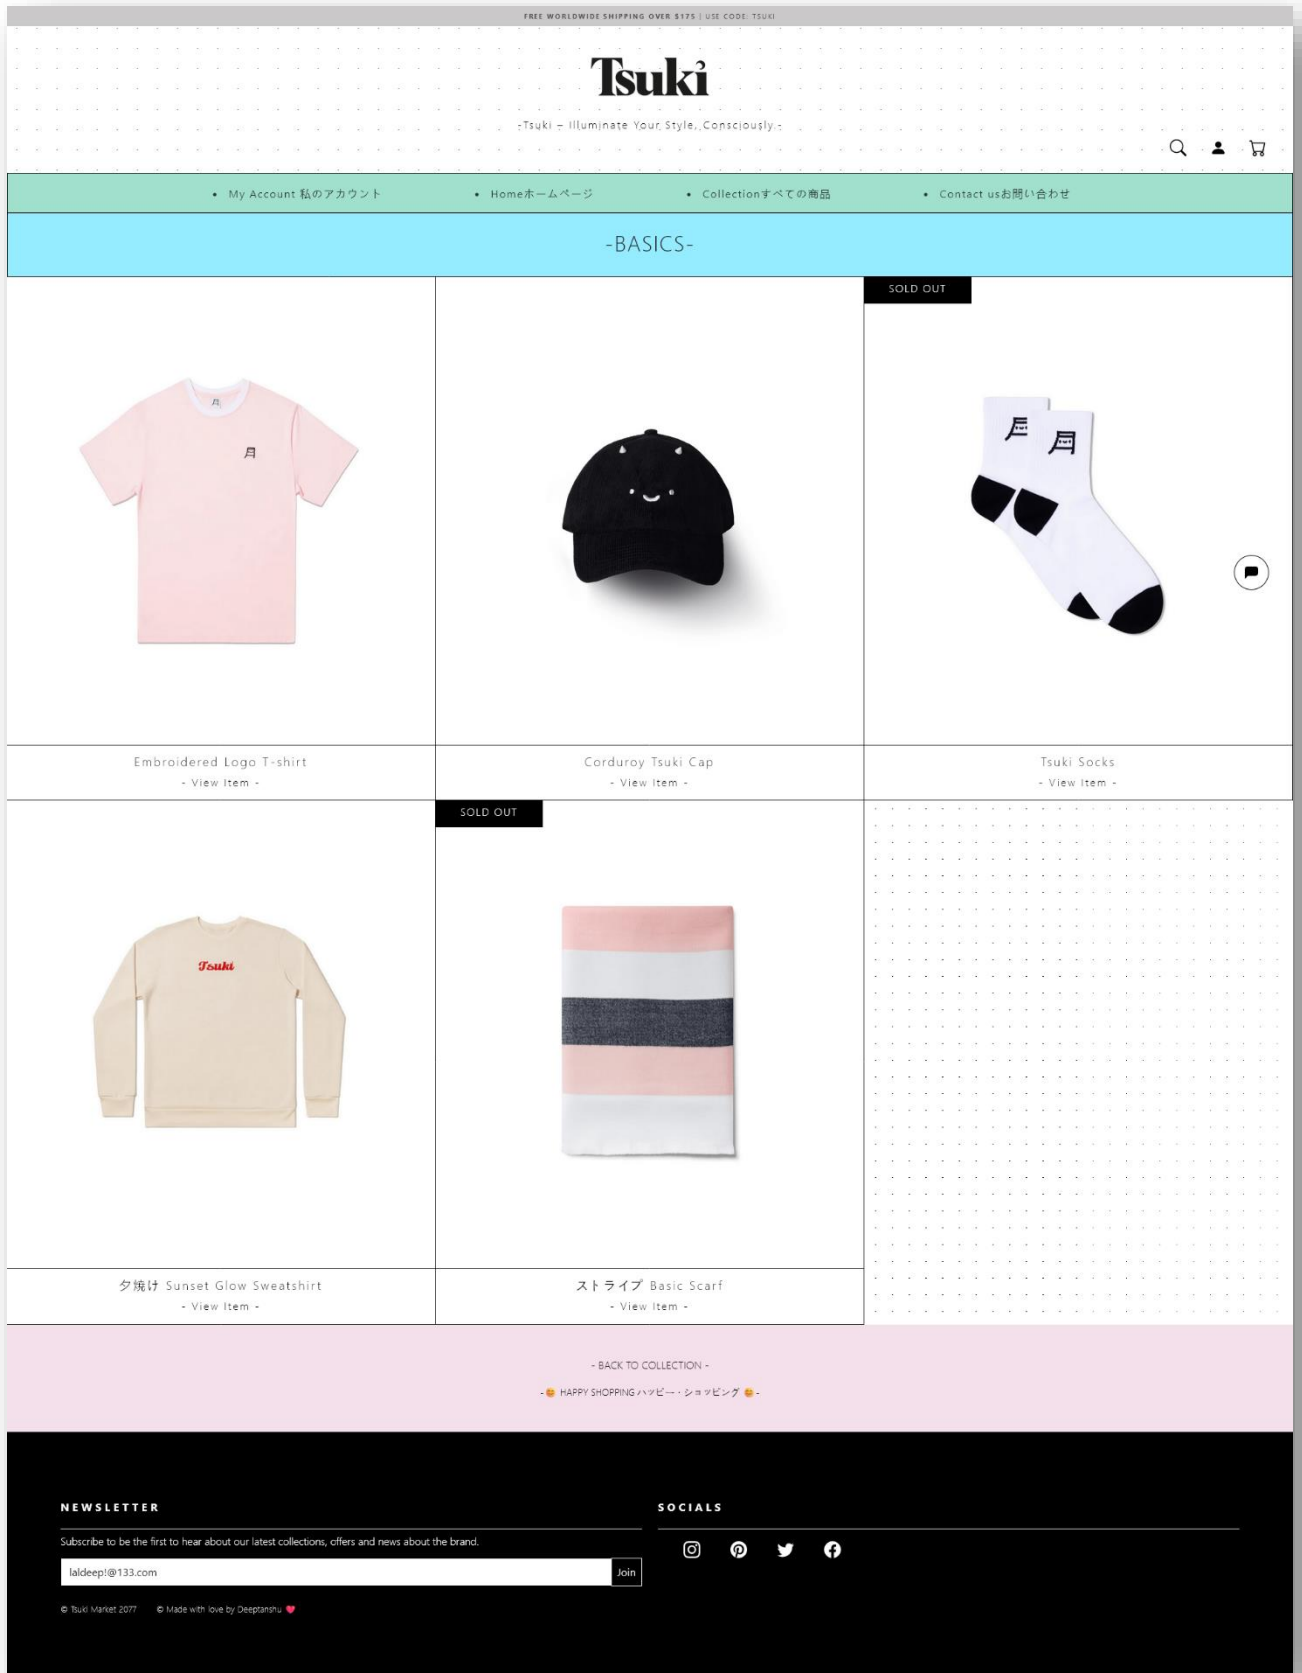 FREE WORLDWIDE SHIPPING OVER $175 | USE CODE: TSUKI
Tsuki
-Tsuki – Illuminate Your Style, Consciously.-
• My Account 私のアカウント • Homeホームページ • Collectionすべての商品 • Contact usお問い合わせ
-BASICS-
SOLD OUT
月
月
月
月
Embroidered Logo T-shirt
- View Item -
Corduroy Tsuki Cap
- View Item -
Tsuki Socks
- View Item -
SOLD OUT
Tsuki
夕焼け Sunset Glow Sweatshirt
- View Item -
ストライプ Basic Scarf
- View Item -
- BACK TO COLLECTION -
-😊 HAPPY SHOPPING ハッピー・ショッピング 😊-
NEWSLETTER
Subscribe to be the first to hear about our latest collections, offers and news about the brand.
laldeep!@133.com
Join
© Tsuki Market 2077 © Made with love by Deeptanshu ❤️
SOCIALS